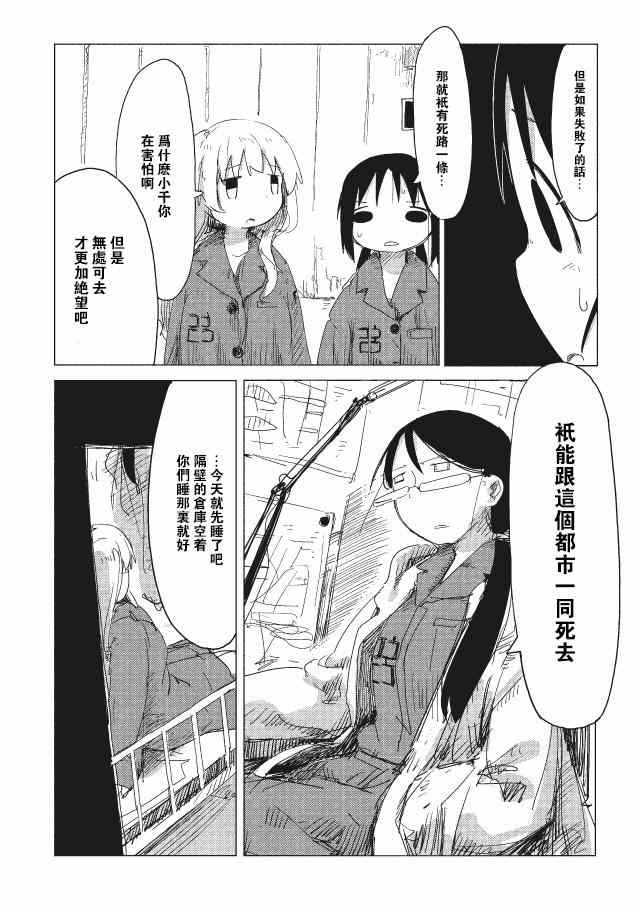 但是如果失敗了的話…
那就衹有死路一條…
爲什麽小千你
在害怕啊
但是
無處可去
才更加絶望吧
衹能跟這個都市一同死去
…今天就先睡了吧
隔壁的倉庫空着
你們睡那裏就好